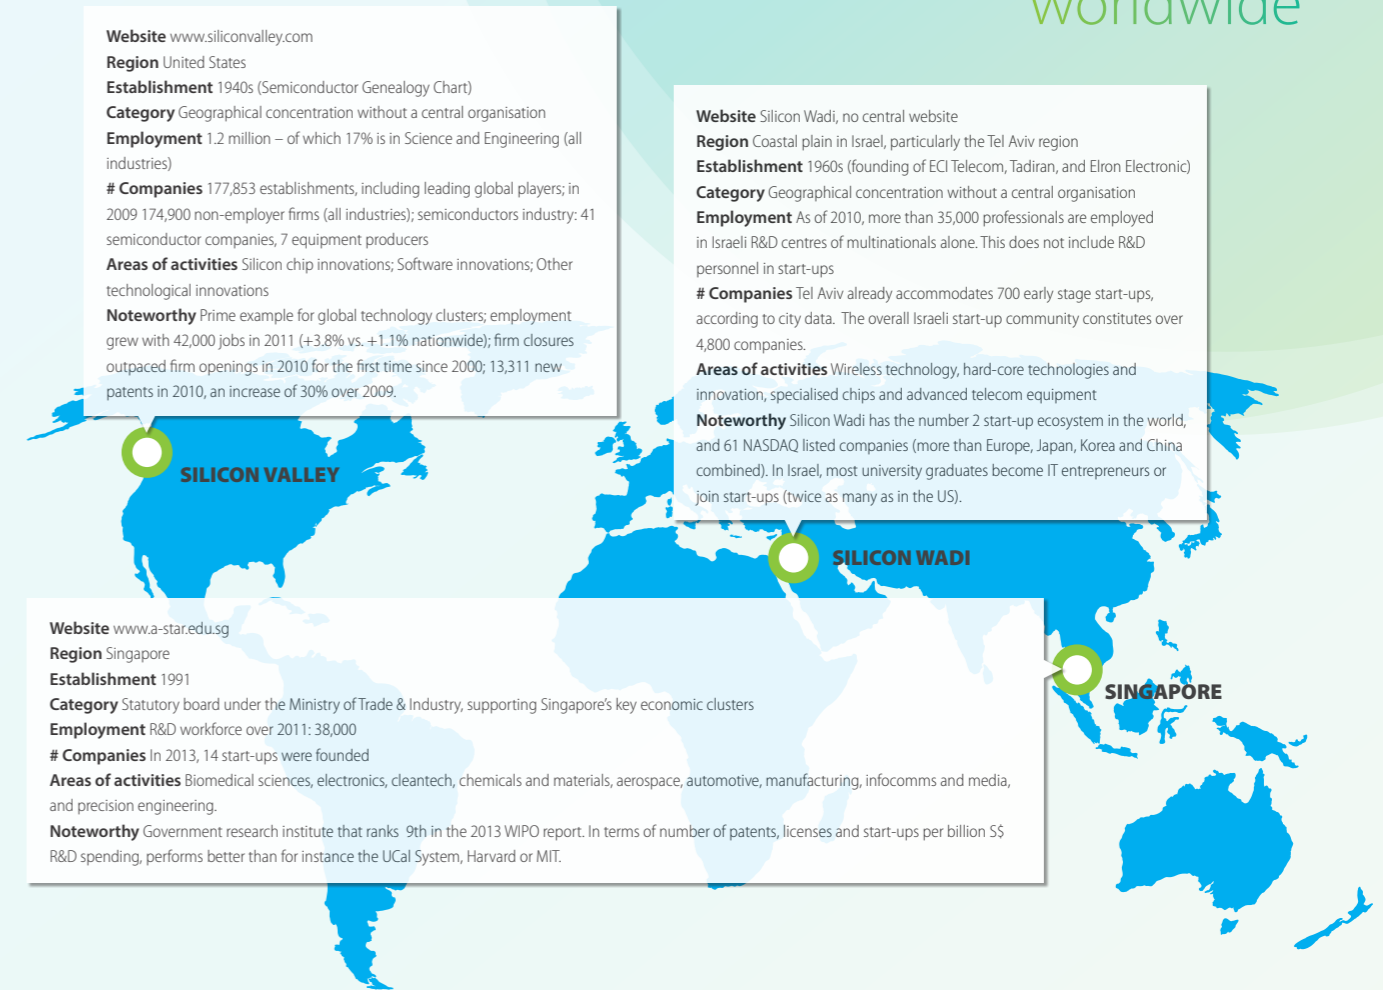 worldwide
Website www.siliconvalley.com
Region United States
Establishment 1940s (Semiconductor Genealogy Chart)
Category Geographical concentration without a central organisation
Employment 1.2 million – of which 17% is in Science and Engineering (all
industries)
# Companies 177,853 establishments, including leading global players; in
2009 174,900 non-employer firms (all industries); semiconductors industry: 41
semiconductor companies, 7 equipment producers
Areas of activities Silicon chip innovations; Software innovations; Other
technological innovations
Noteworthy Prime example for global technology clusters; employment
grew with 42,000 jobs in 2011 (+3.8% vs. +1.1% nationwide); firm closures
outpaced firm openings in 2010 for the first time since 2000; 13,311 new
patents in 2010, an increase of 30% over 2009.
SILICON VALLEY
Website Silicon Wadi, no central website
Region Coastal plain in Israel, particularly the Tel Aviv region
Establishment 1960s (founding of ECI Telecom, Tadiran, and Elron Electronic)
Category Geographical concentration without a central organisation
Employment As of 2010, more than 35,000 professionals are employed
in Israeli R&D centres of multinationals alone. This does not include R&D
personnel in start-ups
# Companies Tel Aviv already accommodates 700 early stage start-ups,
according to city data. The overall Israeli start-up community constitutes over
4,800 companies.
Areas of activities Wireless technology, hard-core technologies and
innovation, specialised chips and advanced telecom equipment
Noteworthy Silicon Wadi has the number 2 start-up ecosystem in the world,
and 61 NASDAQ listed companies (more than Europe, Japan, Korea and China
combined). In Israel, most university graduates become IT entrepreneurs or
join start-ups (twice as many as in the US).
SILICON WADI
Website www.a-star.edu.sg
Region Singapore
Establishment 1991
Category Statutory board under the Ministry of Trade & Industry, supporting Singapore's key economic clusters
Employment R&D workforce over 2011: 38,000
# Companies In 2013, 14 start-ups were founded
Areas of activities Biomedical sciences, electronics, cleantech, chemicals and materials, aerospace, automotive, manufacturing, infocomms and media,
and precision engineering.
Noteworthy Government research institute that ranks 9th in the 2013 WIPO report. In terms of number of patents, licenses and start-ups per billion S$
R&D spending, performs better than for instance the UCal System, Harvard or MIT.
SINGAPORE